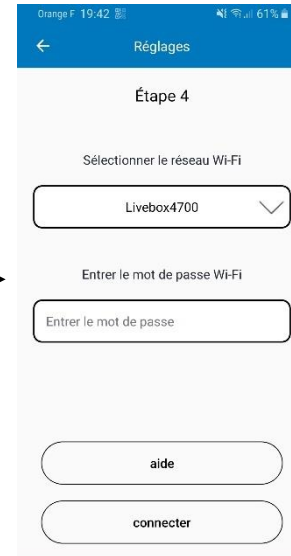 Orange F 19:42 61%
Réglages
Étape 4
Sélectionner le réseau Wi-Fi
Livebox4700
Entrer le mot de passe Wi-Fi
Entrer le mot de passe
aide
connecter